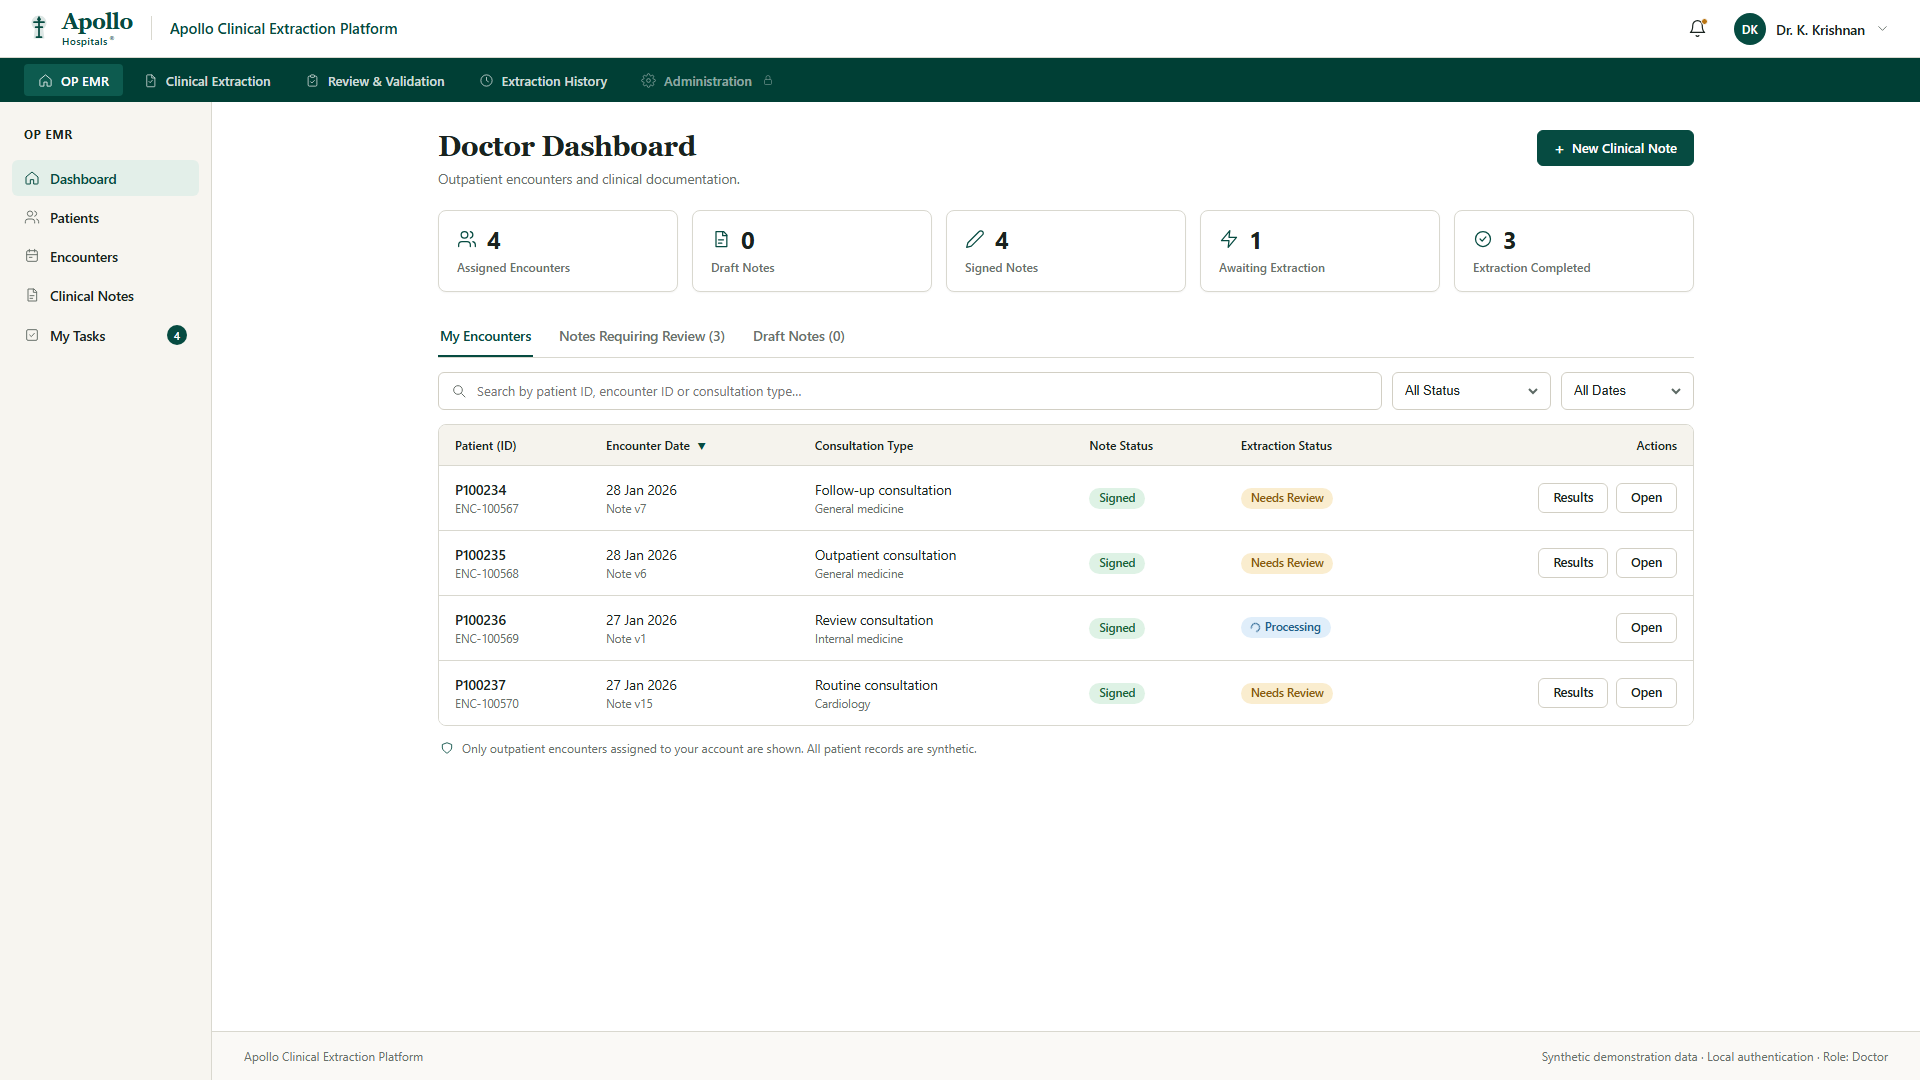 Apollo
Hospitals®
Apollo Clinical Extraction Platform
DK
Dr. K. Krishnan
OP EMR
Clinical Extraction
Review & Validation
Extraction History
Administration
OP EMR
Dashboard
Patients
Encounters
Clinical Notes
My Tasks
4
Doctor Dashboard
Outpatient encounters and clinical documentation.
+ New Clinical Note
4
Assigned Encounters
0
Draft Notes
4
Signed Notes
1
Awaiting Extraction
3
Extraction Completed
My Encounters
Notes Requiring Review (3)
Draft Notes (0)
Search by patient ID, encounter ID or consultation type...
All Status
All Dates
Patient (ID) Encounter Date ▼ Consultation Type Note Status Extraction Status Actions
P100234 28 Jan 2026 Follow-up consultation Signed Needs Review Results Open
ENC-100567 Note v7 General medicine
P100235 28 Jan 2026 Outpatient consultation Signed Needs Review Results Open
ENC-100568 Note v6 General medicine
P100236 27 Jan 2026 Review consultation Signed Processing Open
ENC-100569 Note v1 Internal medicine
P100237 27 Jan 2026 Routine consultation Signed Needs Review Results Open
ENC-100570 Note v15 Cardiology
Only outpatient encounters assigned to your account are shown. All patient records are synthetic.
Apollo Clinical Extraction Platform
Synthetic demonstration data · Local authentication · Role: Doctor